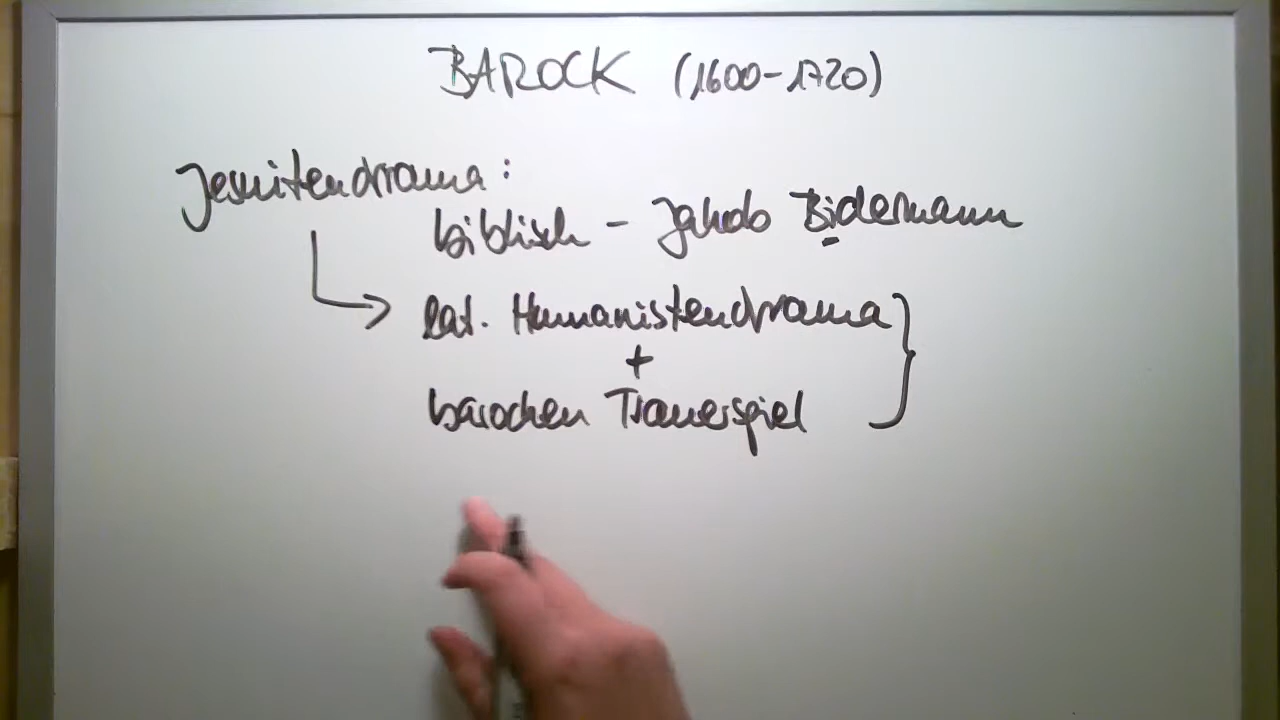 BAROCK (1600-1720)
Jesuitendrama:
biblisch - Jakob Bidermann
lat. Humanistendrama
+
barocken Trauerspiel